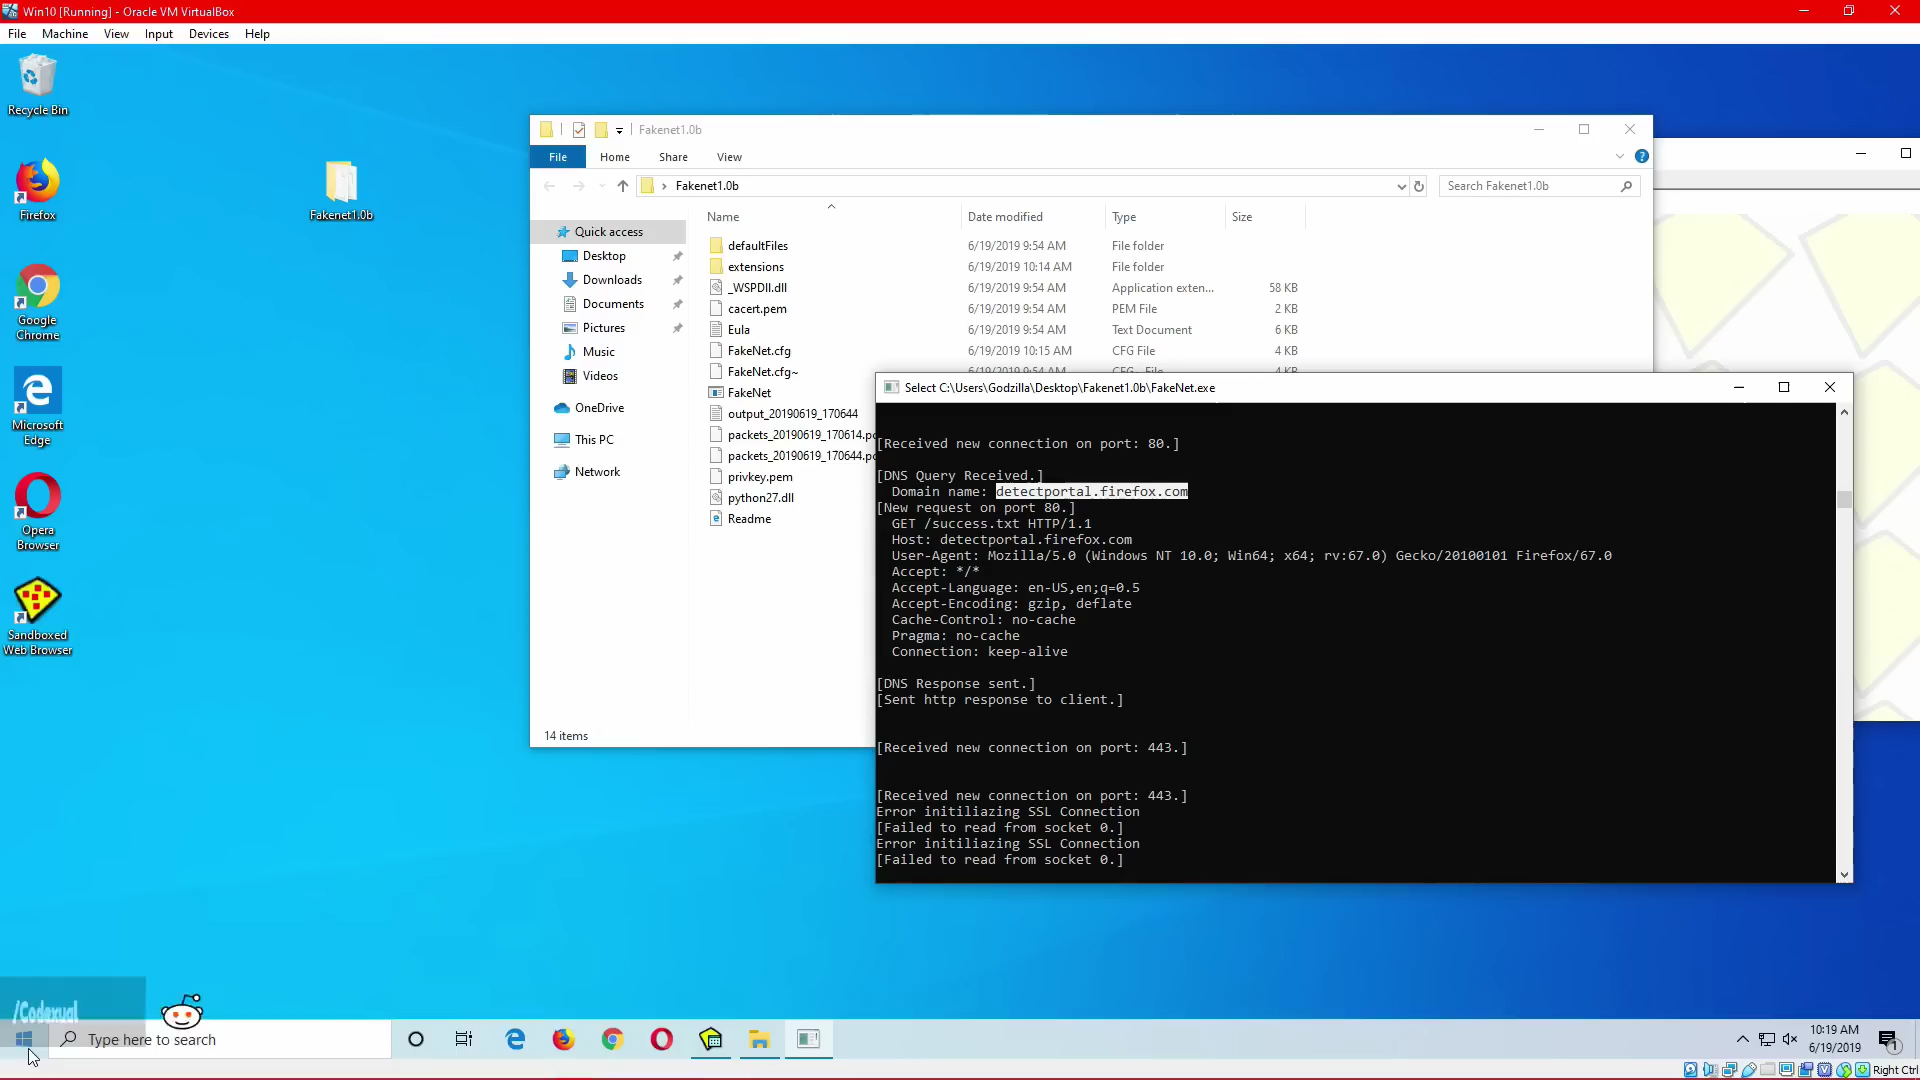 Win10 [Running] - Oracle VM VirtualBox
File Machine View Input Devices Help
Recycle Bin
Firefox
Google
Chrome
Microsoft
Edge
Opera
Browser
Sandboxed
Web Browser
Fakenet1.0b
Fakenet1.0b
File Home Share View
Fakenet1.0b
Search Fakenet1.0b
Quick access
Desktop
Downloads
Documents
Pictures
Music
Videos
OneDrive
This PC
Network
Name Date modified Type Size
defaultFiles 6/19/2019 9:54 AM File folder
extensions 6/19/2019 10:14 AM File folder
_WSPDll.dll 6/19/2019 9:54 AM Application exten... 58 KB
cacert.pem 6/19/2019 9:54 AM PEM File 2 KB
Eula 6/19/2019 9:54 AM Text Document 6 KB
FakeNet.cfg 6/19/2019 10:15 AM CFG File 4 KB
FakeNet.cfg~ 6/19/2019 9:54 AM CFG~ File 4 KB
FakeNet
output_20190619_170644
packets_20190619_170614.pc
packets_20190619_170644.pc
privkey.pem
python27.dll
Readme
14 items
Select C:\Users\Godzilla\Desktop\Fakenet1.0b\FakeNet.exe
[Received new connection on port: 80.]
[DNS Query Received.]
Domain name: detectportal.firefox.com
[New request on port 80.]
GET /success.txt HTTP/1.1
Host: detectportal.firefox.com
User-Agent: Mozilla/5.0 (Windows NT 10.0; Win64; x64; rv:67.0) Gecko/20100101 Firefox/67.0
Accept: */*
Accept-Language: en-US,en;q=0.5
Accept-Encoding: gzip, deflate
Cache-Control: no-cache
Pragma: no-cache
Connection: keep-alive
[DNS Response sent.]
[Sent http response to client.]
[Received new connection on port: 443.]
[Received new connection on port: 443.]
Error initiliazing SSL Connection
[Failed to read from socket 0.]
Error initiliazing SSL Connection
[Failed to read from socket 0.]
/Codexual
Type here to search
10:19 AM
6/19/2019
1
Right Ctrl